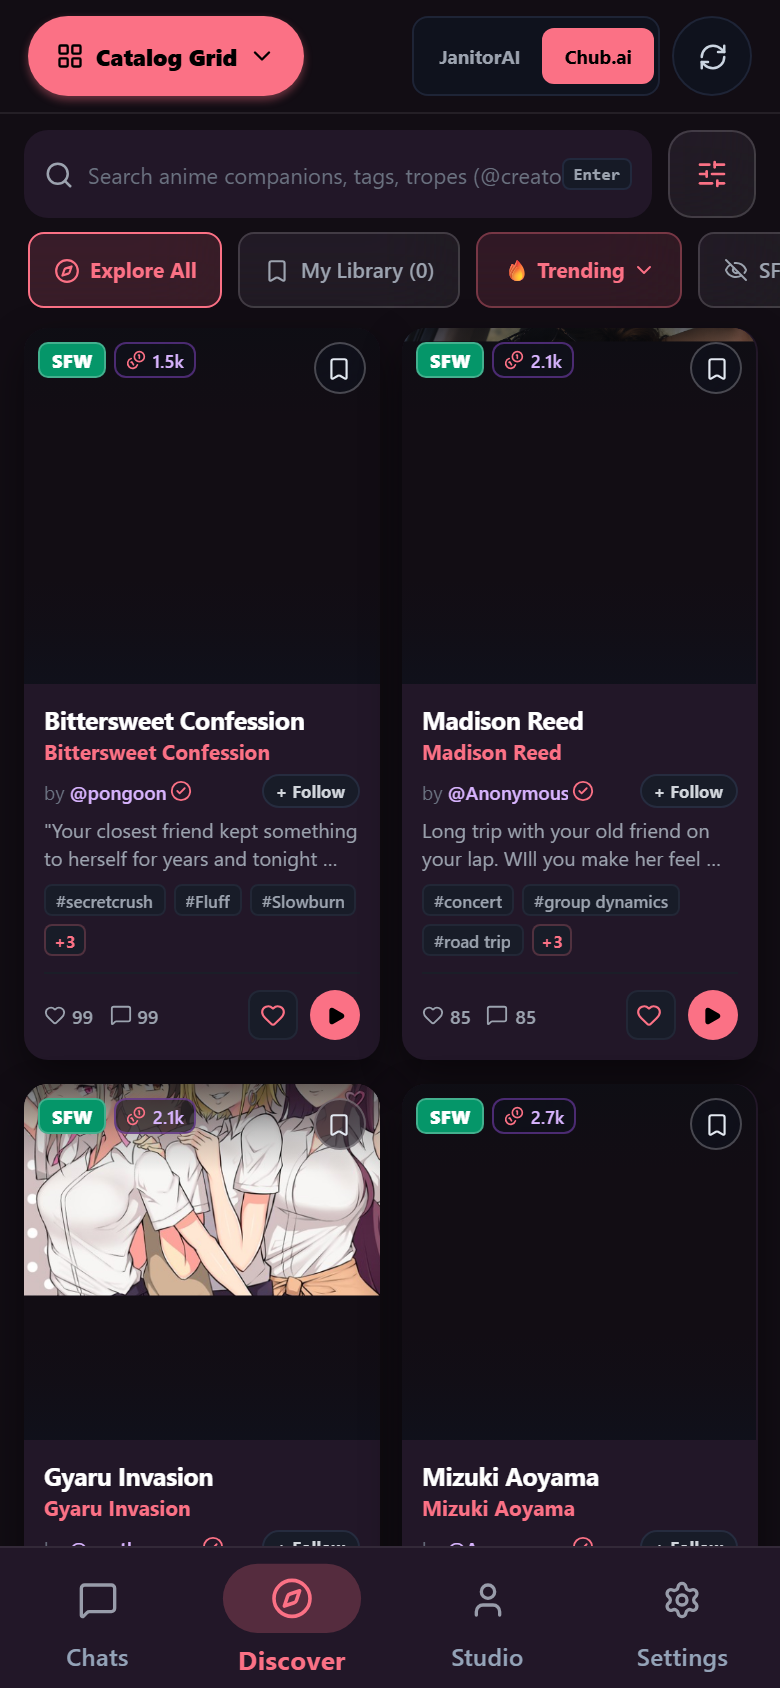 Catalog Grid
JanitorAI
Chub.ai
Search anime companions, tags, tropes (@creato
Enter
Explore All
My Library (0)
🔥 Trending
SF
SFW
1.5k
SFW
2.1k
Bittersweet Confession
Bittersweet Confession
by @pongoon
+ Follow
"Your closest friend kept something
to herself for years and tonight ...
#secretcrush
#Fluff
#Slowburn
+3
99
99
Madison Reed
Madison Reed
by @Anonymous
+ Follow
Long trip with your old friend on
your lap. WIll you make her feel ...
#concert
#group dynamics
#road trip
+3
85
85
SFW
2.1k
SFW
2.7k
Gyaru Invasion
Gyaru Invasion
+ Follow
Mizuki Aoyama
Mizuki Aoyama
+ Follow
Chats
Discover
Studio
Settings